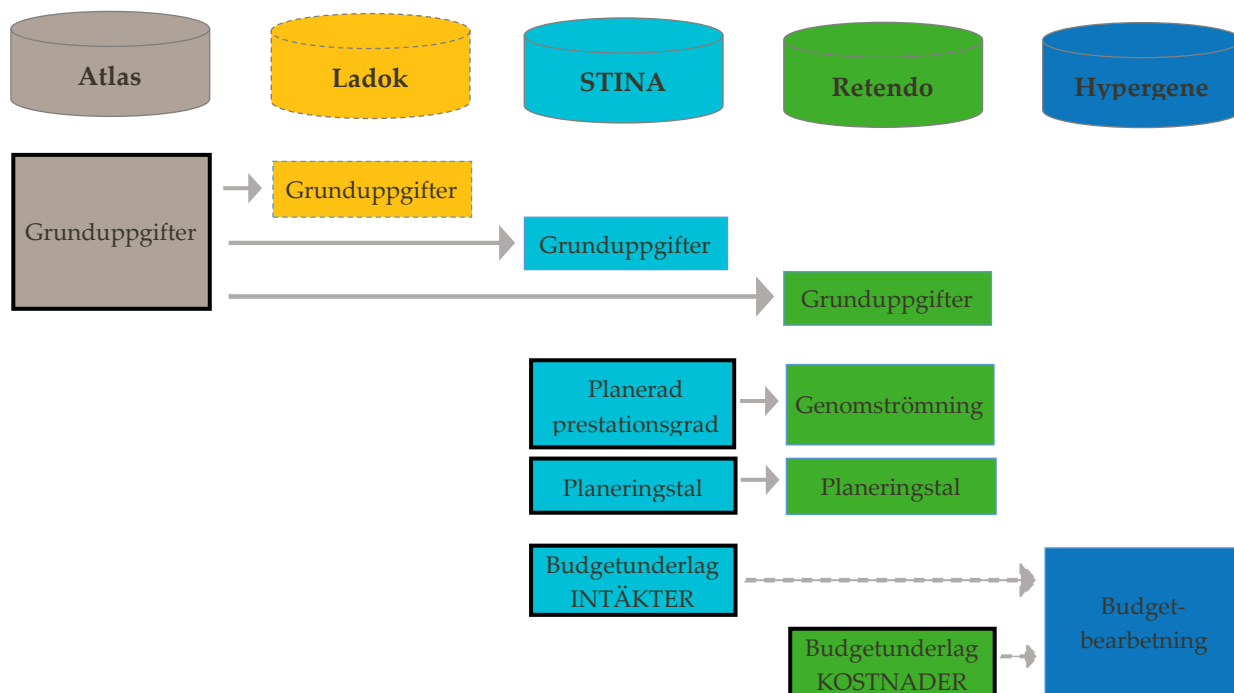 Atlas
Ladok
STINA
Retendo
Hypergene
Grunduppgifter
Grunduppgifter
Grunduppgifter
Grunduppgifter
Planerad
prestationsgrad
Genomströmning
Planeringstal
Planeringstal
Budgetunderlag
INTÄKTER
Budget-
bearbetning
Budgetunderlag
KOSTNADER